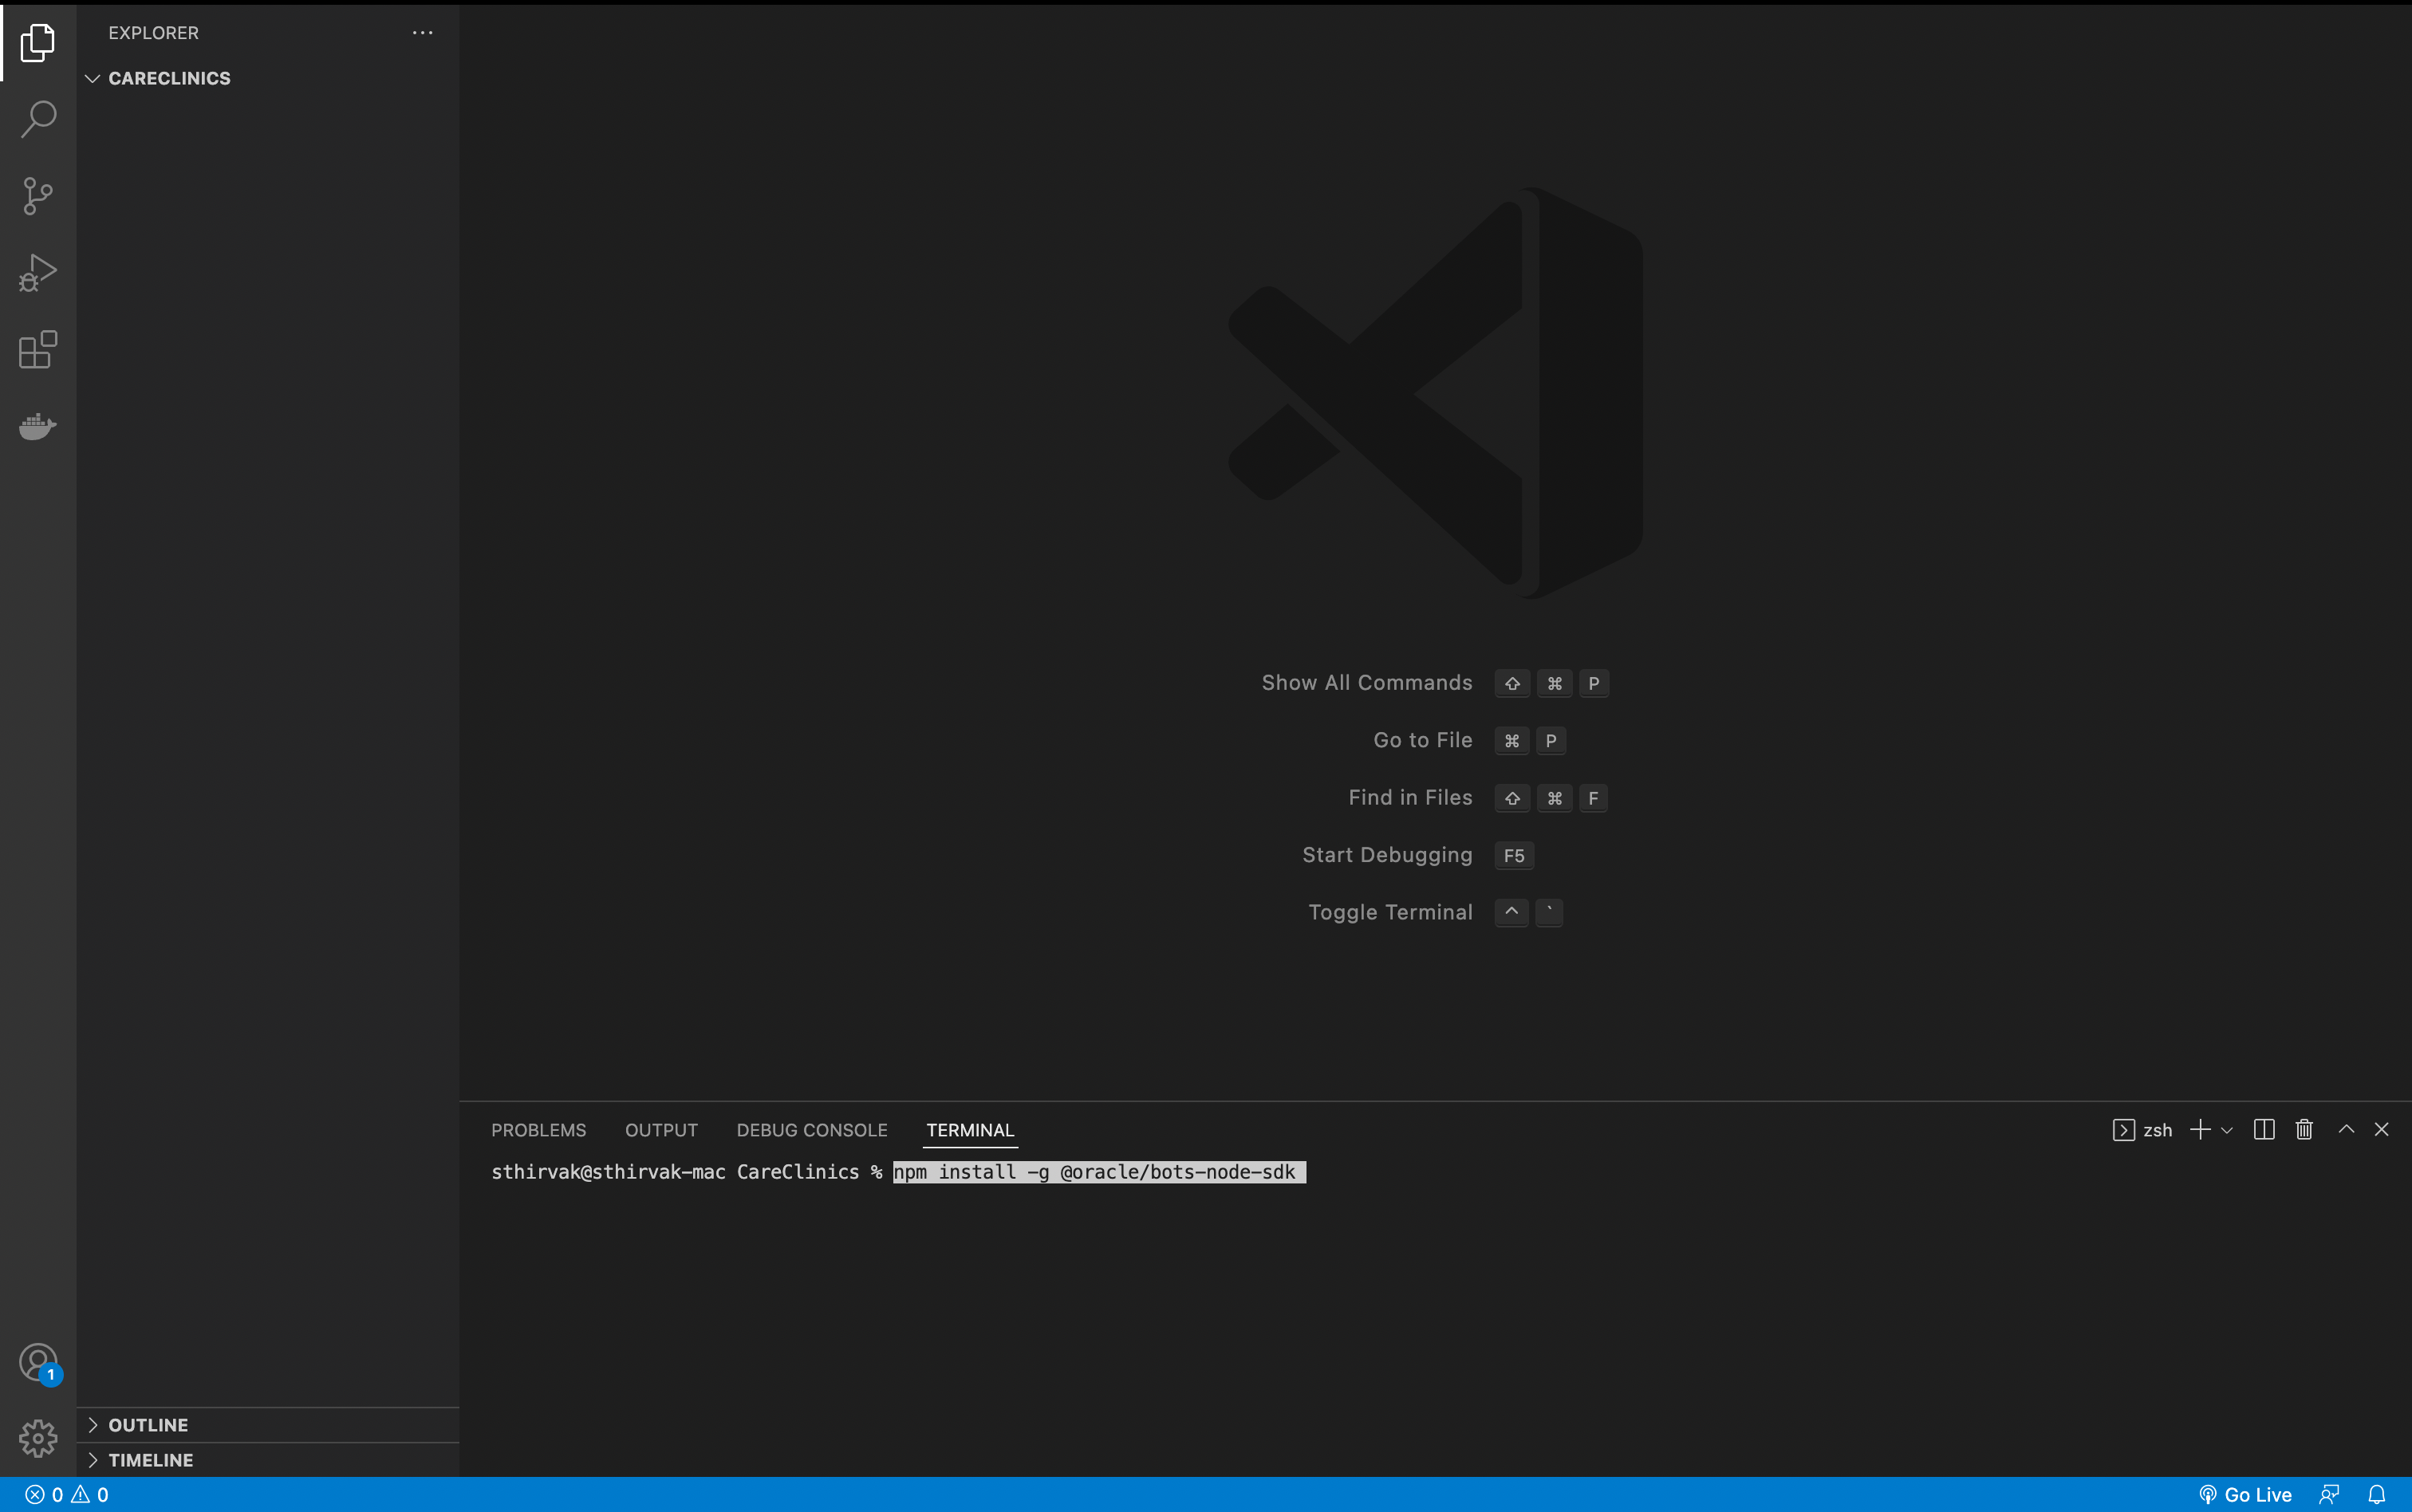 EXPLORER
CARECLINICS
Show All Commands ⇧ ⌘ P
Go to File ⌘ P
Find in Files ⇧ ⌘ F
Start Debugging F5
Toggle Terminal ^ `
PROBLEMS OUTPUT DEBUG CONSOLE TERMINAL zsh
sthirvak@sthirvak-mac CareClinics % npm install -g @oracle/bots-node-sdk
1
OUTLINE
TIMELINE
0 0 Go Live